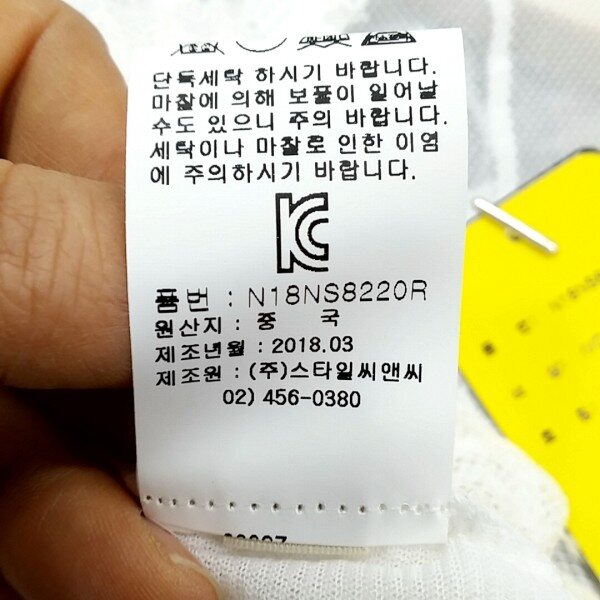 단독세탁 하시기 바랍니다.
마찰에 의해 보풀이 일어날
수도 있으니 주의 바랍니다.
세탁이나 마찰로 인한 이염
에 주의하시기 바랍니다.
KC
품번 : N18NS8220R
원산지 : 중 국
제조년월 : 2018.03
제조원 : (주)스타일씨앤씨
02) 456-0380